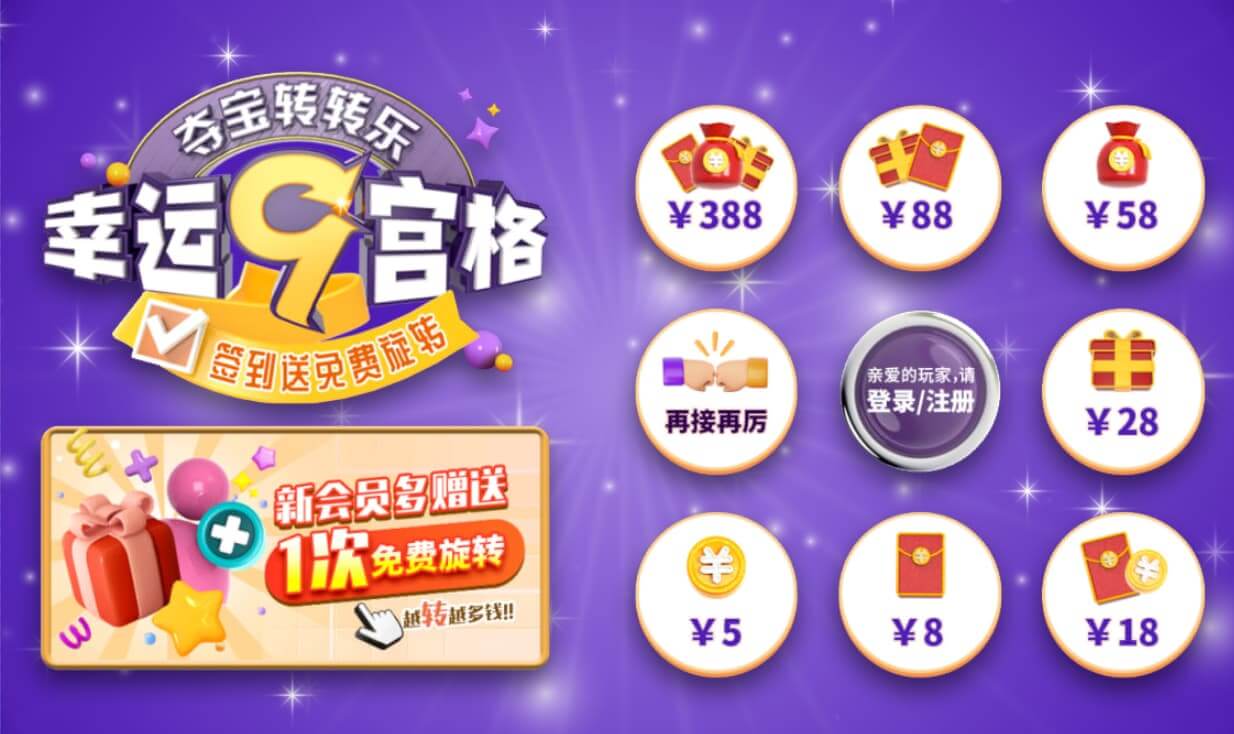 夺宝转转乐
幸运9宫格
签到送免费旋转
新会员多赠送
1次免费旋转
越转越多钱!!
¥388
¥88
¥58
再接再厉
亲爱的玩家,请
登录/注册
¥28
¥5
¥8
¥18